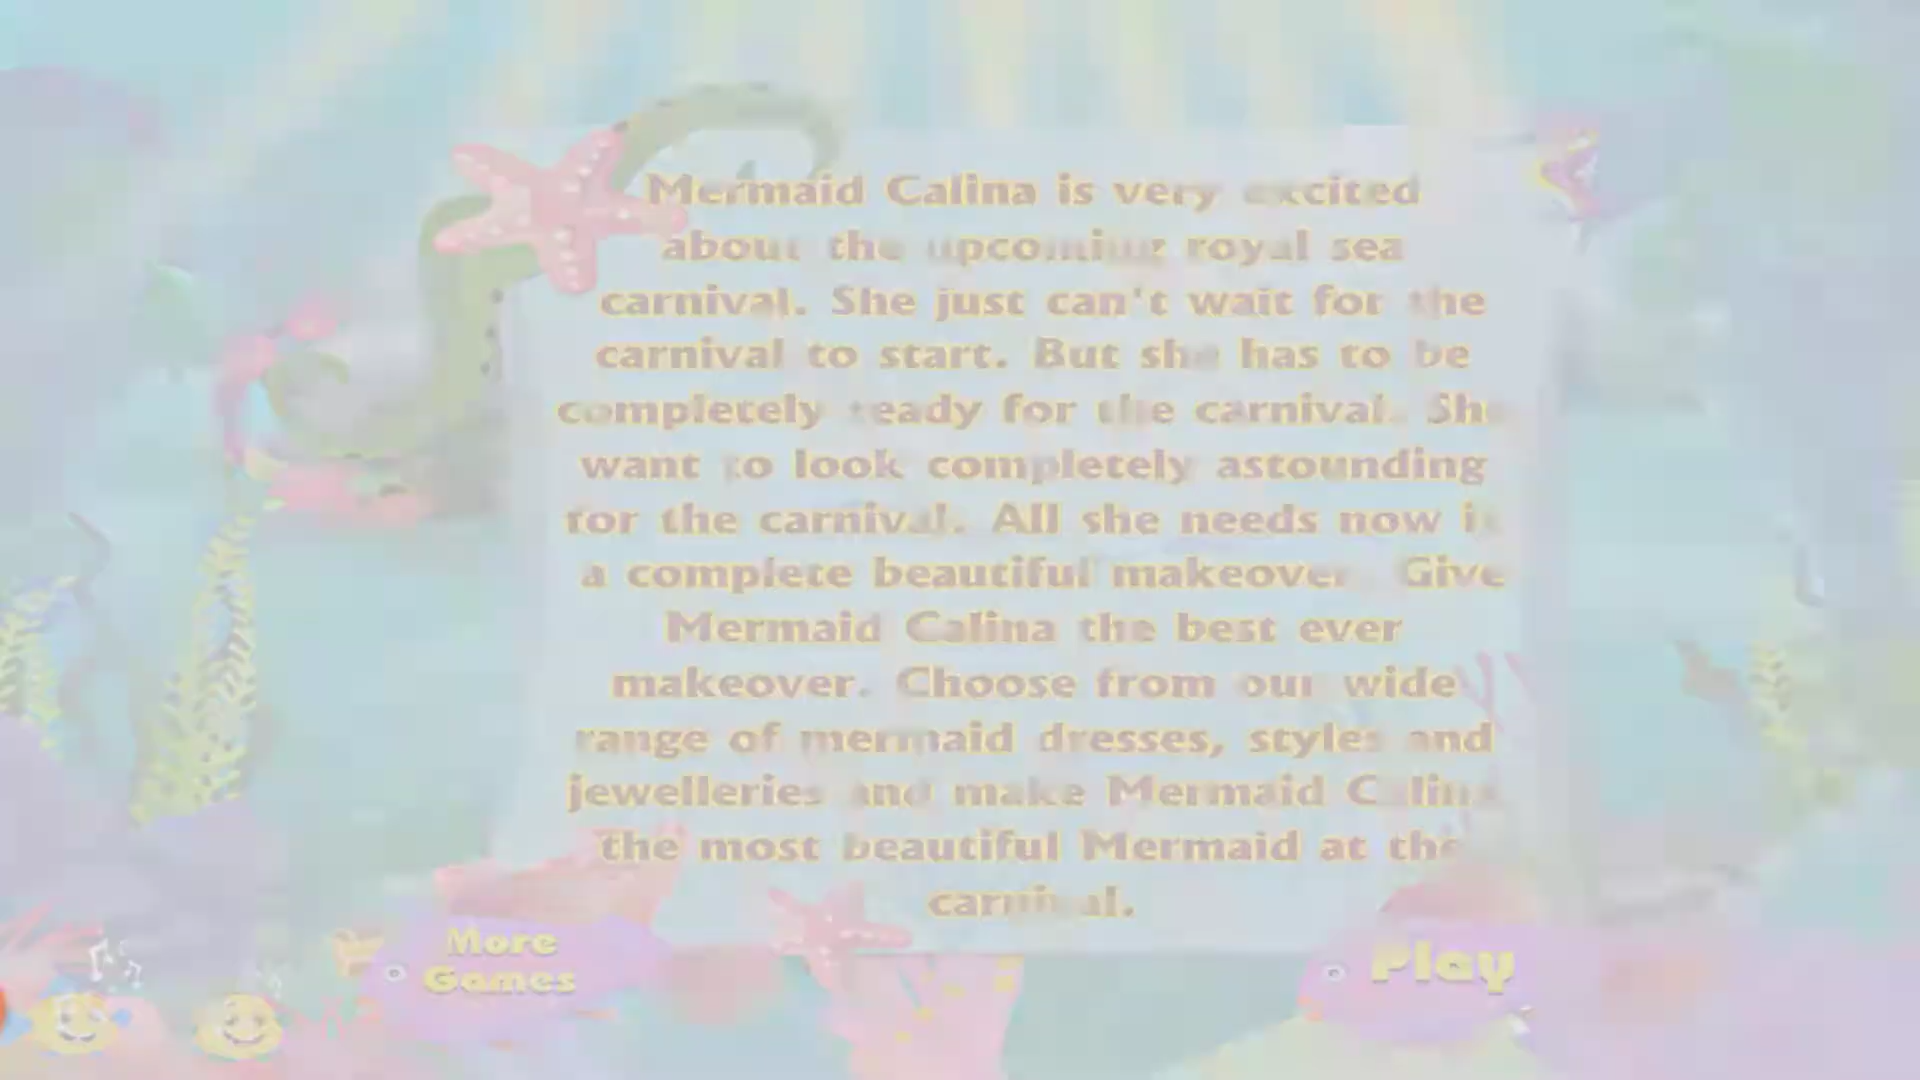 Mermaid Calina is very excited
about the upcoming royal sea
carnival. She just can't wait for the
carnival to start. But she has to be
completely ready for the carnival. She
want to look completely astounding
for the carnival. All she needs now is
a complete beautiful makeover. Give
Mermaid Calina the best ever
makeover. Choose from our wide
range of mermaid dresses, styles and
jewelleries and make Mermaid Calina
the most beautiful Mermaid at the
carnival.
More
Games
Play